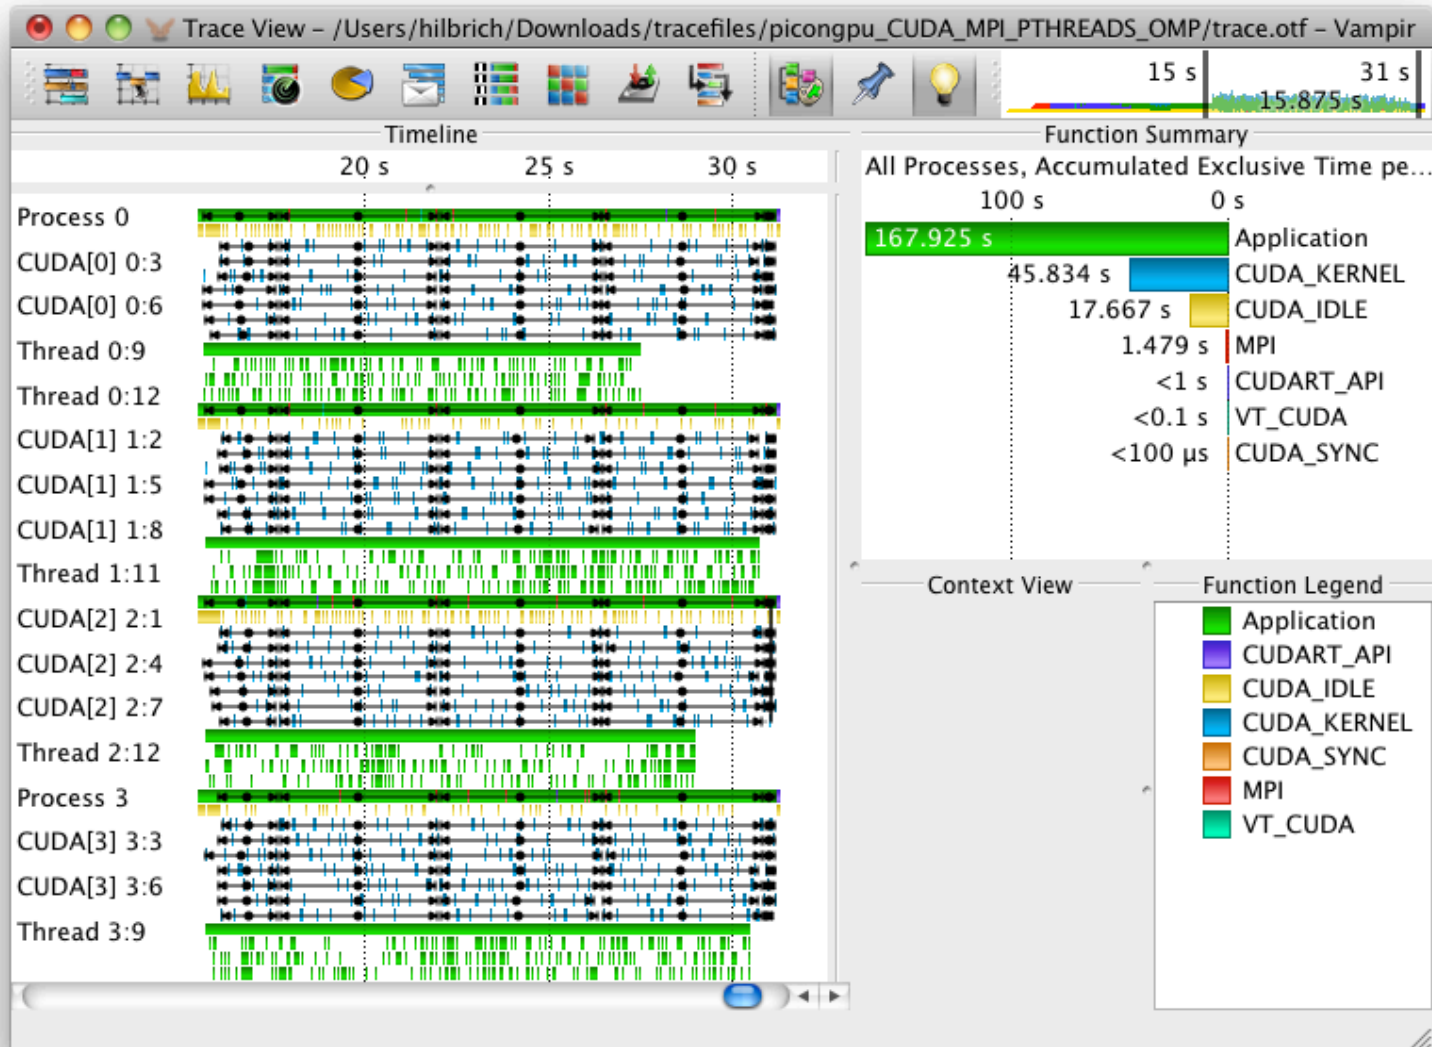 Trace View – /Users/hilbrich/Downloads/tracefiles/picongpu_CUDA_MPI_PTHREADS_OMP/trace.otf – Vampir
15 s
31 s
15.875 s
Timeline
20 s
25 s
30 s
Process 0
CUDA[0] 0:3
CUDA[0] 0:6
Thread 0:9
Thread 0:12
CUDA[1] 1:2
CUDA[1] 1:5
CUDA[1] 1:8
Thread 1:11
CUDA[2] 2:1
CUDA[2] 2:4
CUDA[2] 2:7
Thread 2:12
Process 3
CUDA[3] 3:3
CUDA[3] 3:6
Thread 3:9
Function Summary
All Processes, Accumulated Exclusive Time pe...
100 s
0 s
167.925 s Application
45.834 s CUDA_KERNEL
17.667 s CUDA_IDLE
1.479 s MPI
<1 s CUDART_API
<0.1 s VT_CUDA
<100 µs CUDA_SYNC
Context View
Function Legend
Application
CUDART_API
CUDA_IDLE
CUDA_KERNEL
CUDA_SYNC
MPI
VT_CUDA